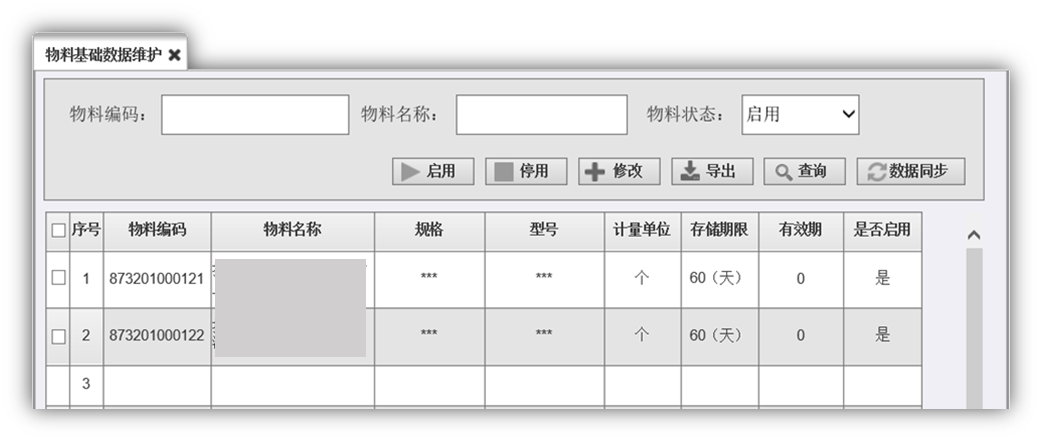 物料基础数据维护
物料编码： 物料名称： 物料状态： 启用
启用 停用 修改 导出 查询 数据同步
序号 物料编码 物料名称 规格 型号 计量单位 存储期限 有效期 是否启用
1 873201000121 *** *** 个 60（天） 0 是
2 873201000122 *** *** 个 60（天） 0 是
3